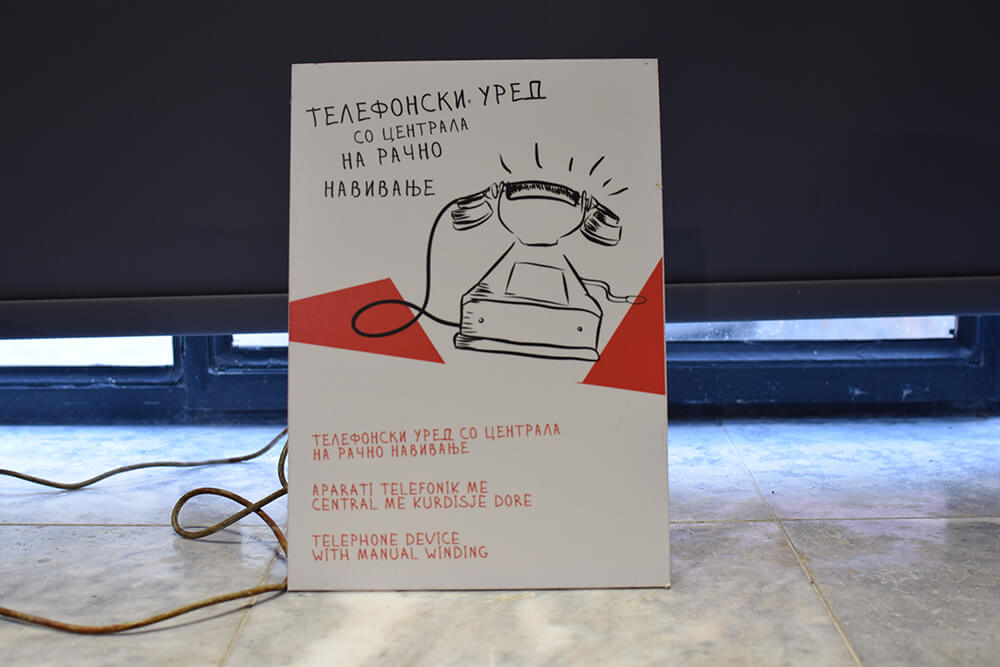 ТЕЛЕФОНСКИ УРЕД
СО ЦЕНТРАЛА
НА РАЧНО
НАВИВАЊЕ
ТЕЛЕФОНСКИ УРЕД СО ЦЕНТРАЛА
НА РАЧНО НАВИВАЊЕ
APARATI TELEFONIK ME
CENTRAL ME KURDISJE DORE
TELEPHONE DEVICE
WITH MANUAL WINDING